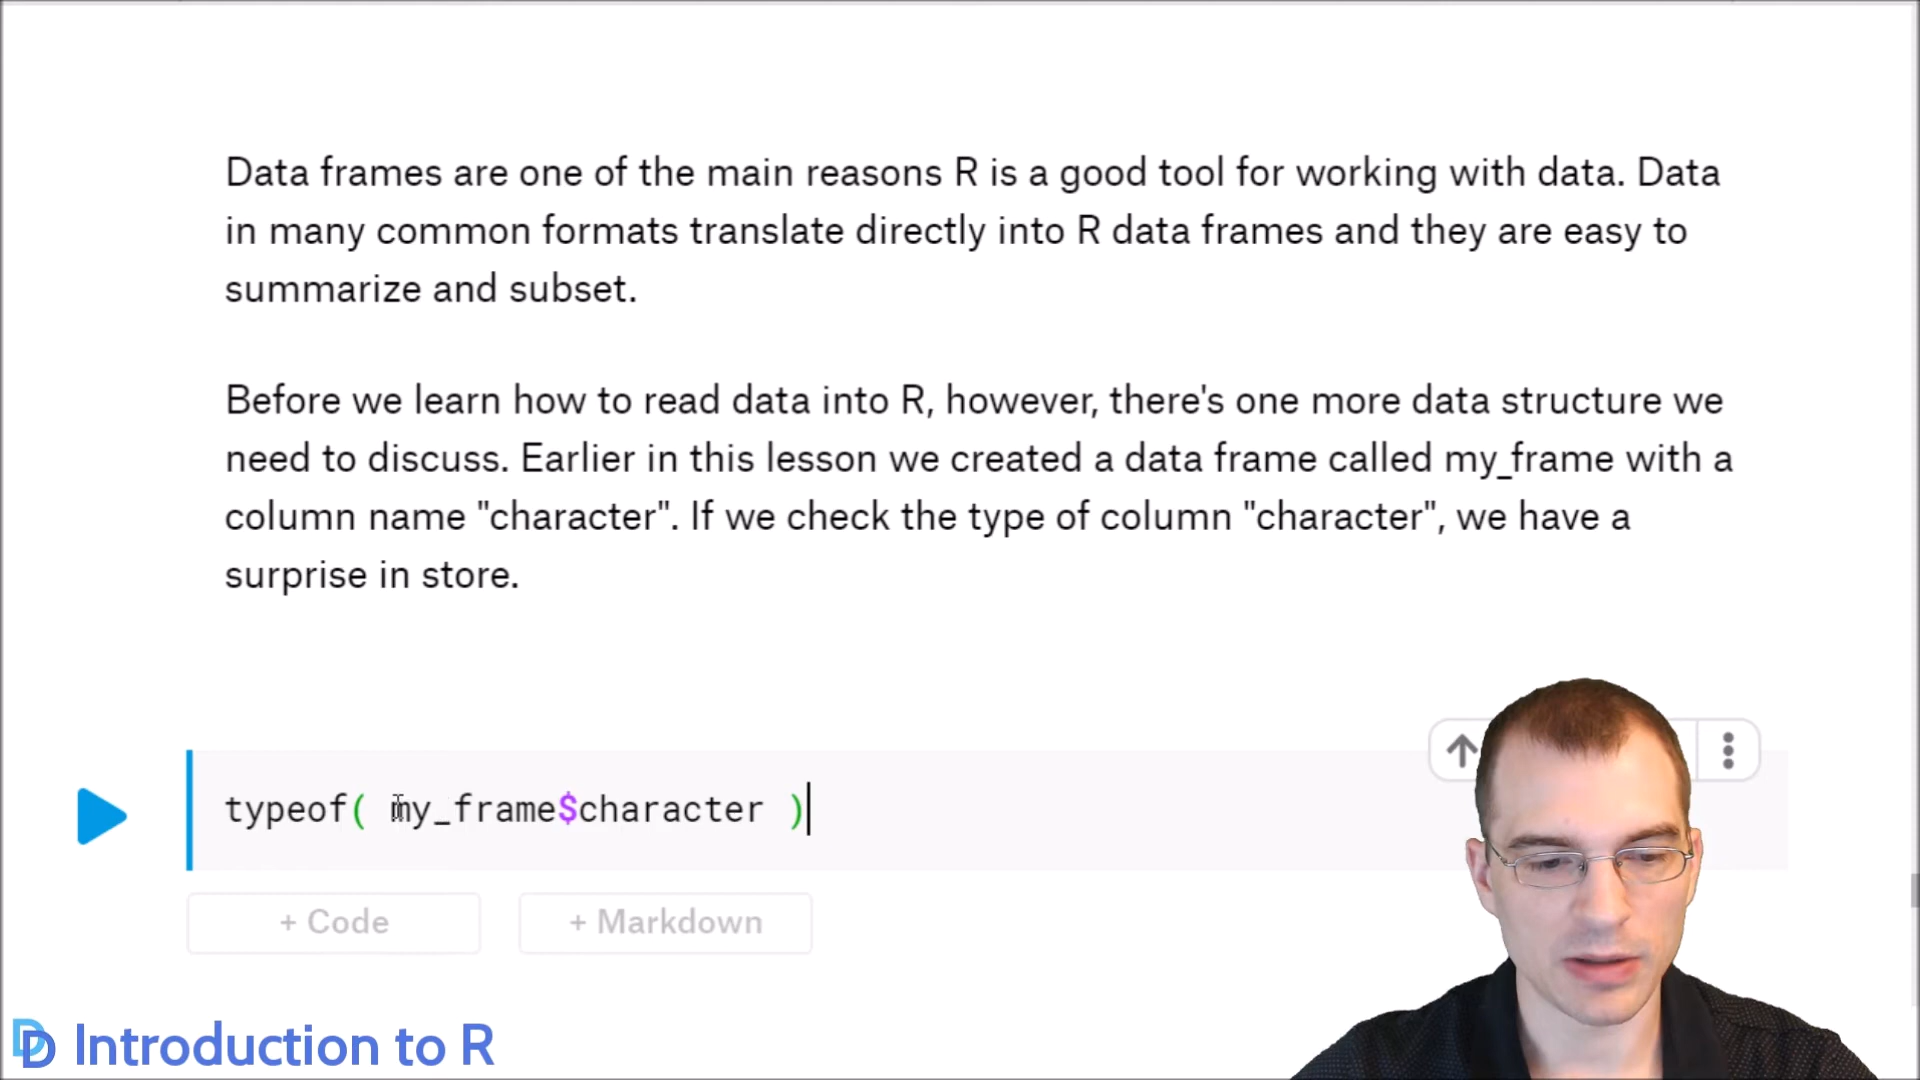 Data frames are one of the main reasons R is a good tool for working with data. Data
in many common formats translate directly into R data frames and they are easy to
summarize and subset.
Before we learn how to read data into R, however, there's one more data structure we
need to discuss. Earlier in this lesson we created a data frame called my_frame with a
column name "character". If we check the type of column "character", we have a
surprise in store.
typeof( my_frame$character )
+ Code
+ Markdown
D Introduction to R